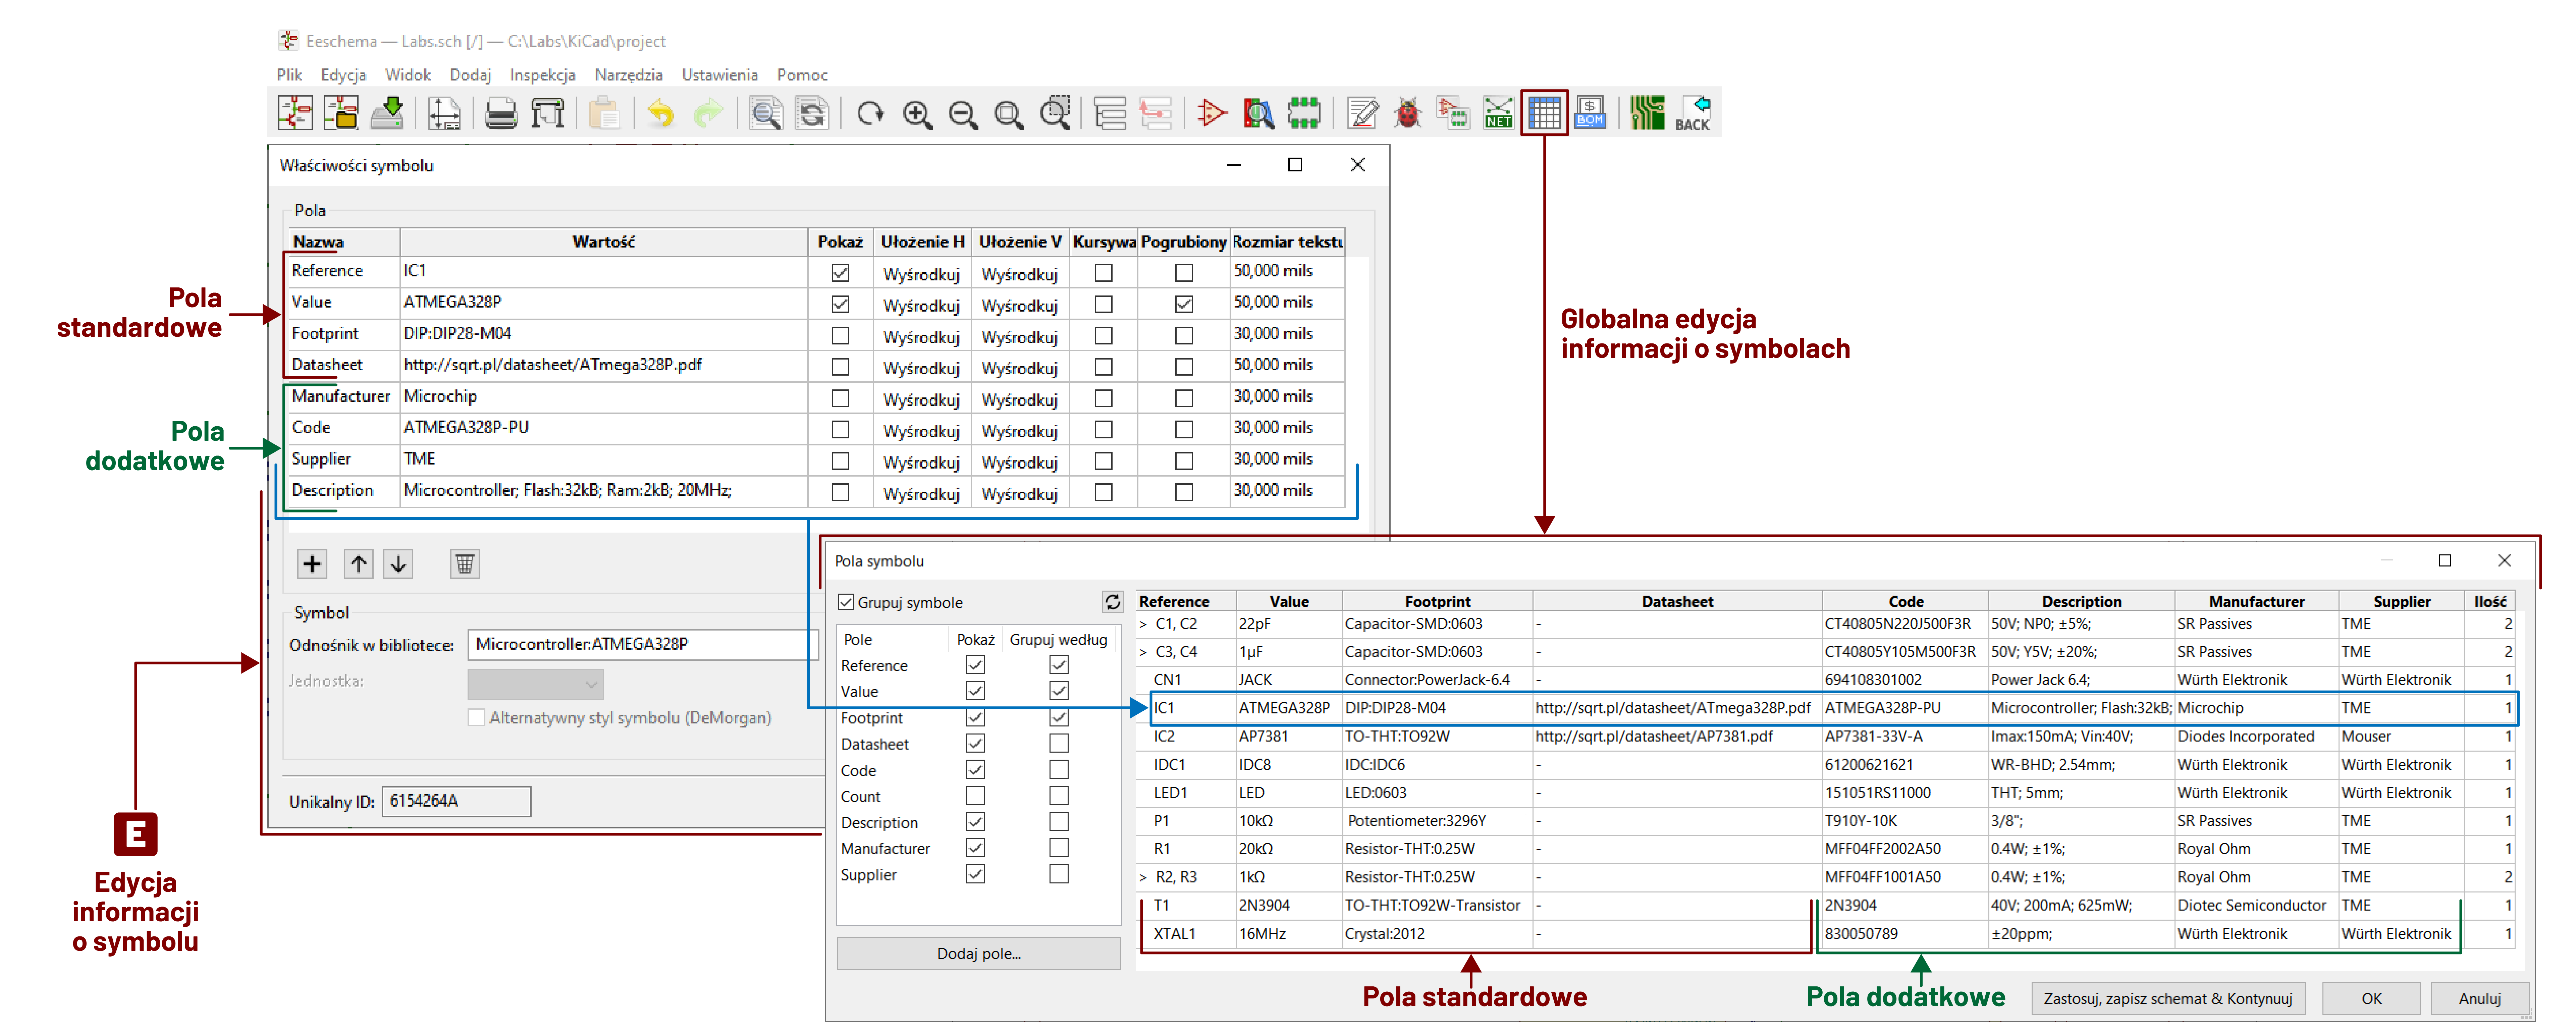 Eeschema — Labs.sch [/] — C:\Labs\KiCad\project
Plik Edycja Widok Dodaj Inspekcja Narzędzia Ustawienia Pomoc
NET
$
BOM
BACK
Właściwości symbolu
Pola
Nazwa Wartość Pokaż Ułożenie H Ułożenie V Kursywa Pogrubiony Rozmiar tekstu
Reference IC1 Wyśrodkuj Wyśrodkuj 50,000 mils
Value ATMEGA328P Wyśrodkuj Wyśrodkuj 50,000 mils
Footprint DIP:DIP28-M04 Wyśrodkuj Wyśrodkuj 30,000 mils
Datasheet http://sqrt.pl/datasheet/ATmega328P.pdf Wyśrodkuj Wyśrodkuj 50,000 mils
Manufacturer Microchip Wyśrodkuj Wyśrodkuj 30,000 mils
Code ATMEGA328P-PU Wyśrodkuj Wyśrodkuj 30,000 mils
Supplier TME Wyśrodkuj Wyśrodkuj 30,000 mils
Description Microcontroller; Flash:32kB; Ram:2kB; 20MHz; Wyśrodkuj Wyśrodkuj 30,000 mils
Pola
standardowe
Pola
dodatkowe
Globalna edycja
informacji o symbolach
Symbol
Odnośnik w bibliotece: Microcontroller:ATMEGA328P
Jednostka:
Alternatywny styl symbolu (DeMorgan)
Unikalny ID: 6154264A
E
Edycja
informacji
o symbolu
Pola symbolu
Grupuj symbole
Pole Pokaż Grupuj według
Reference
Value
Footprint
Datasheet
Code
Count
Description
Manufacturer
Supplier
Dodaj pole...
Reference Value Footprint Datasheet Code Description Manufacturer Supplier Ilość
> C1, C2 22pF Capacitor-SMD:0603 - CT40805N220J500F3R 50V; NP0; ±5%; SR Passives TME 2
> C3, C4 1µF Capacitor-SMD:0603 - CT40805Y105M500F3R 50V; Y5V; ±20%; SR Passives TME 2
CN1 JACK Connector:PowerJack-6.4 - 694108301002 Power Jack 6.4; Würth Elektronik Würth Elektronik 1
IC1 ATMEGA328P DIP:DIP28-M04 http://sqrt.pl/datasheet/ATmega328P.pdf ATMEGA328P-PU Microcontroller; Flash:32kB; Microchip TME 1
IC2 AP7381 TO-THT:TO92W http://sqrt.pl/datasheet/AP7381.pdf AP7381-33V-A Imax:150mA; Vin:40V; Diodes Incorporated Mouser 1
IDC1 IDC8 IDC:IDC6 - 61200621621 WR-BHD; 2.54mm; Würth Elektronik Würth Elektronik 1
LED1 LED LED:0603 - 151051RS11000 THT; 5mm; Würth Elektronik Würth Elektronik 1
P1 10kΩ Potentiometer:3296Y - T910Y-10K 3/8"; SR Passives TME 1
R1 20kΩ Resistor-THT:0.25W - MFF04FF2002A50 0.4W; ±1%; Royal Ohm TME 1
> R2, R3 1kΩ Resistor-THT:0.25W - MFF04FF1001A50 0.4W; ±1%; Royal Ohm TME 2
T1 2N3904 TO-THT:TO92W-Transistor - 2N3904 40V; 200mA; 625mW; Diotec Semiconductor TME 1
XTAL1 16MHz Crystal:2012 - 830050789 ±20ppm; Würth Elektronik Würth Elektronik 1
Pola standardowe Pola dodatkowe
Zastosuj, zapisz schemat & Kontynuuj OK Anuluj